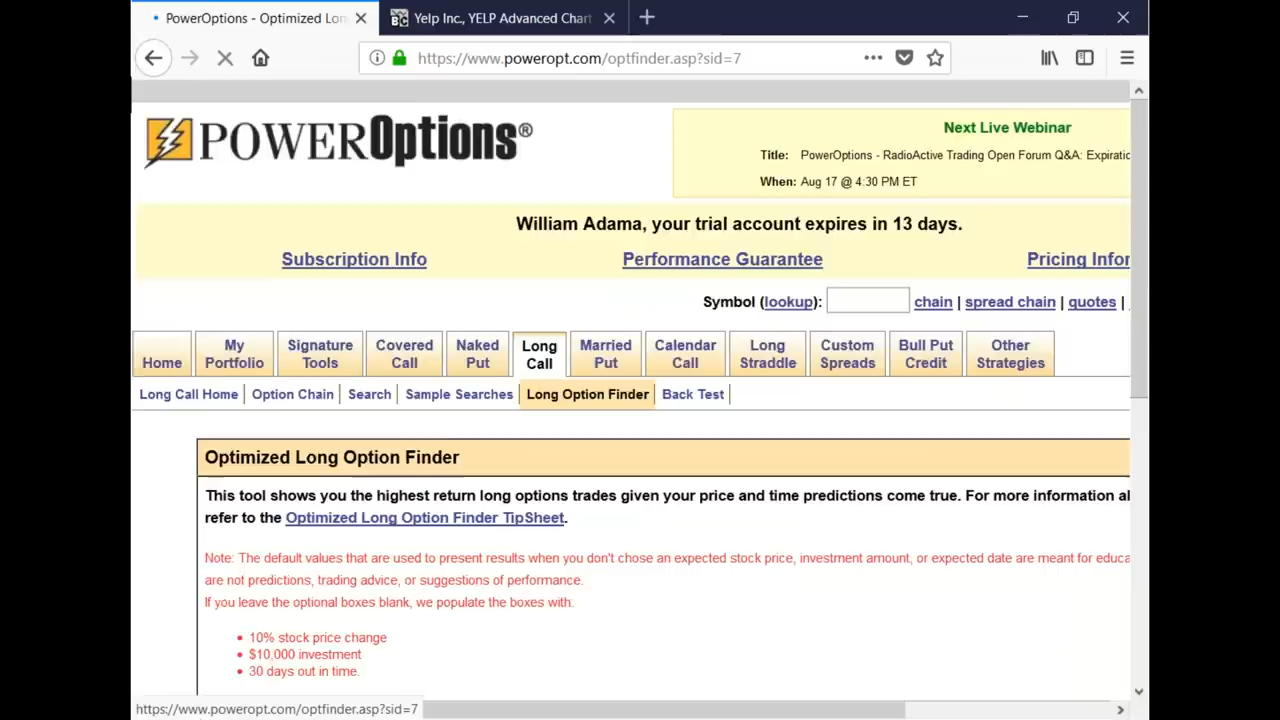 PowerOptions - Optimized Lon
Yelp Inc., YELP Advanced Chart
https://www.poweropt.com/optfinder.asp?sid=7
POWEROptions®
Next Live Webinar
Title: PowerOptions - RadioActive Trading Open Forum Q&A: Expiratio
When: Aug 17 @ 4:30 PM ET
William Adama, your trial account expires in 13 days.
Subscription Info Performance Guarantee Pricing Infor
Symbol (lookup): chain | spread chain | quotes |
Home My Portfolio Signature Tools Covered Call Naked Put Long Call Married Put Calendar Call Long Straddle Custom Spreads Bull Put Credit Other Strategies
Long Call Home | Option Chain | Search | Sample Searches | Long Option Finder | Back Test |
Optimized Long Option Finder
This tool shows you the highest return long options trades given your price and time predictions come true. For more information al
refer to the Optimized Long Option Finder TipSheet.
Note: The default values that are used to present results when you don't chose an expected stock price, investment amount, or expected date are meant for educa
are not predictions, trading advice, or suggestions of performance.
If you leave the optional boxes blank, we populate the boxes with:
• 10% stock price change
• $10,000 investment
• 30 days out in time.
https://www.poweropt.com/optfinder.asp?sid=7